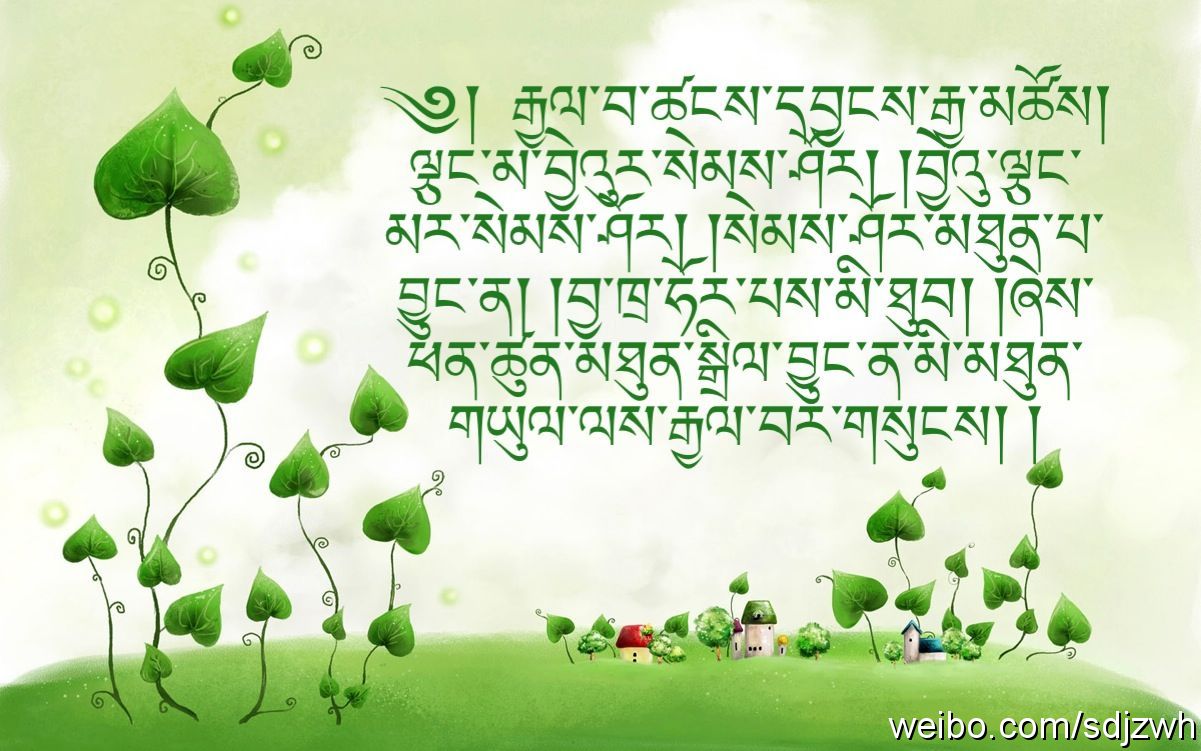 ༄། རྒྱལ་བ་ཚངས་དབྱངས་རྒྱ་མཚོས།
ལྕང་མ་བྱེའུར་སེམས་ཤོར། །བྱེའུ་ལྕང་
མར་སེམས་ཤོར། །སེམས་ཤོར་མཐུན་པ་
བྱུང་ན། །བྱ་ཁྲ་ཧོར་པས་མི་ཐུབ། །ཞེས་
ཕན་ཚུན་མཐུན་སྒྲིལ་བྱུང་ན་མི་མཐུན་
གཡུལ་ལས་རྒྱལ་བར་གསུངས། །
weibo.com/sdjzwh